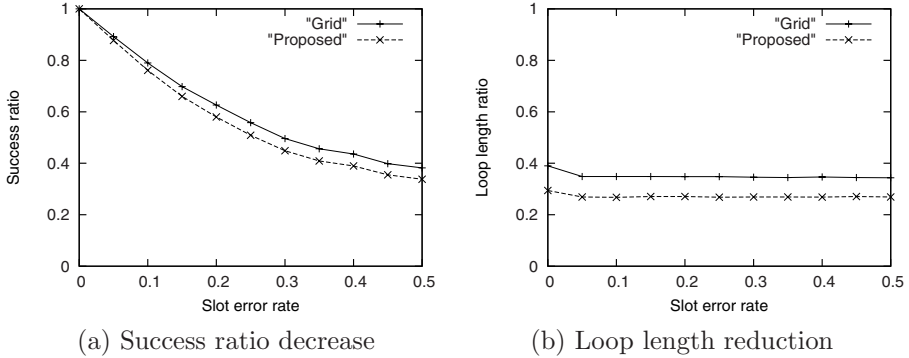 1
0.8
0.6
0.4
0.2
0
0
0.1
0.2
0.3
0.4
0.5
Success ratio
Slot error rate
"Grid"
"Proposed"
(a) Success ratio decrease
1
0.8
0.6
0.4
0.2
0
0
0.1
0.2
0.3
0.4
0.5
Loop length ratio
Slot error rate
"Grid"
"Proposed"
(b) Loop length reduction